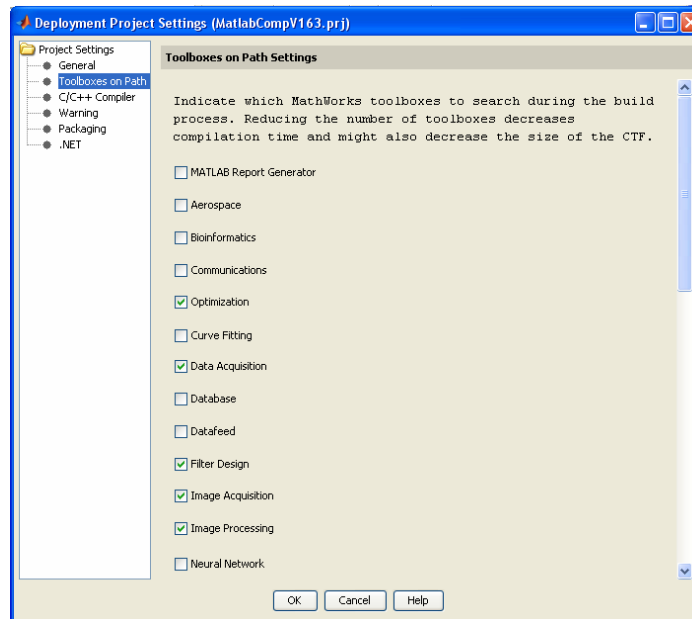 Deployment Project Settings (MatlabCompV163.prj)
Project Settings
General
Toolboxes on Path
C/C++ Compiler
Warning
Packaging
.NET
Toolboxes on Path Settings
Indicate which MathWorks toolboxes to search during the build
process. Reducing the number of toolboxes decreases
compilation time and might also decrease the size of the CTF.
MATLAB Report Generator
Aerospace
Bioinformatics
Communications
Optimization
Curve Fitting
Data Acquisition
Database
Datafeed
Filter Design
Image Acquisition
Image Processing
Neural Network
OK Cancel Help